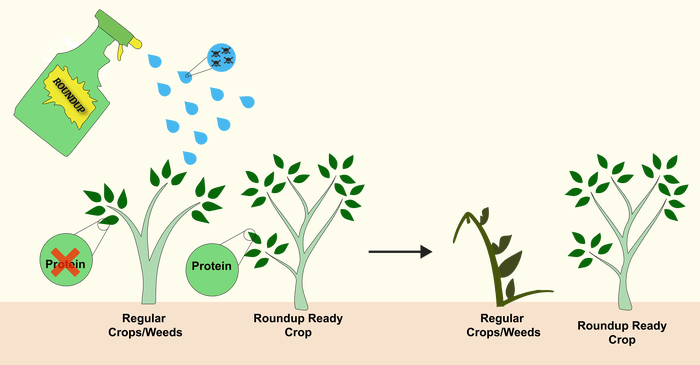 ROUNDUP
Protein
Protein
Regular
Crops/Weeds
Roundup Ready
Crop
Regular
Crops/Weeds
Roundup Ready
Crop